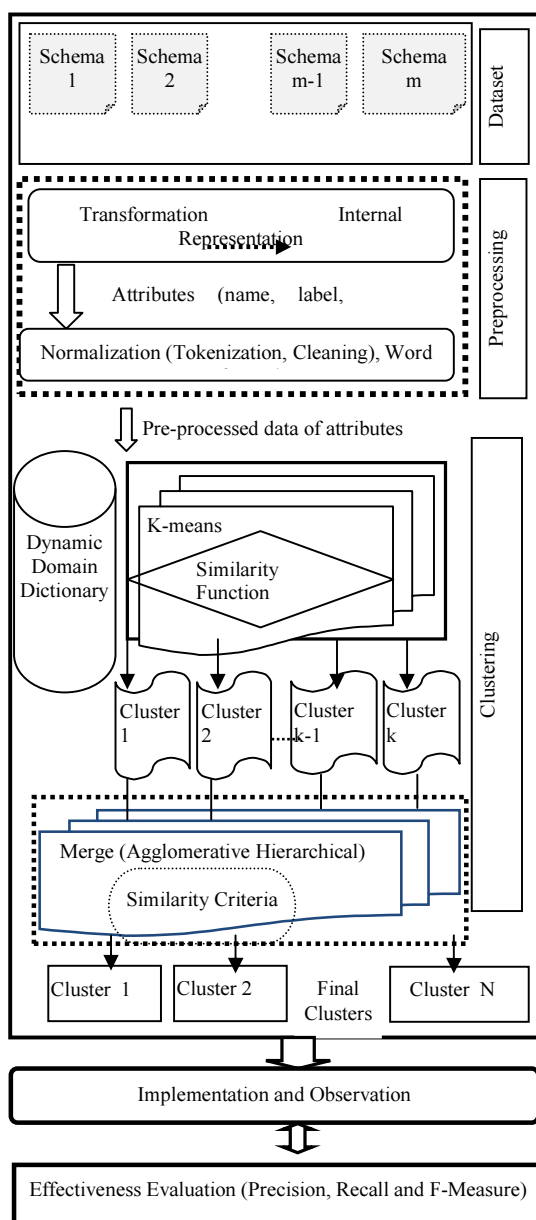 Schema
1
Schema
2
Schema
m-1
Schema
m
Dataset
Transformation Internal
Representation
Attributes (name, label,
Normalization (Tokenization, Cleaning), Word
Preprocessing
Pre-processed data of attributes
Dynamic
Domain
Dictionary
K-means
Similarity
Function
Clustering
Cluster
1
Cluster
2
Cluster
k-1
Cluster
k
Merge (Agglomerative Hierarchical)
Similarity Criteria
Cluster 1
Cluster 2
Final
Clusters
Cluster N
Implementation and Observation
Effectiveness Evaluation (Precision, Recall and F-Measure)